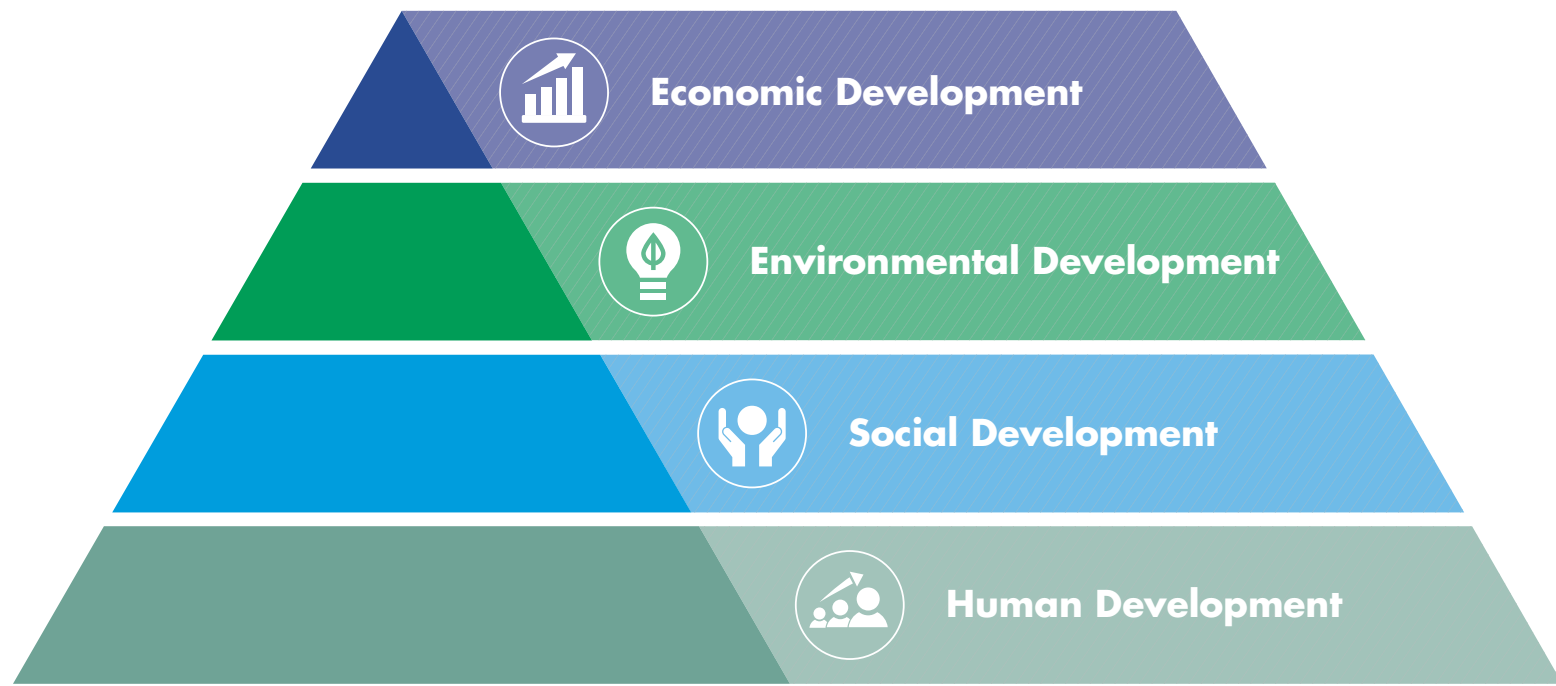 Economic Development
Environmental Development
Social Development
Human Development